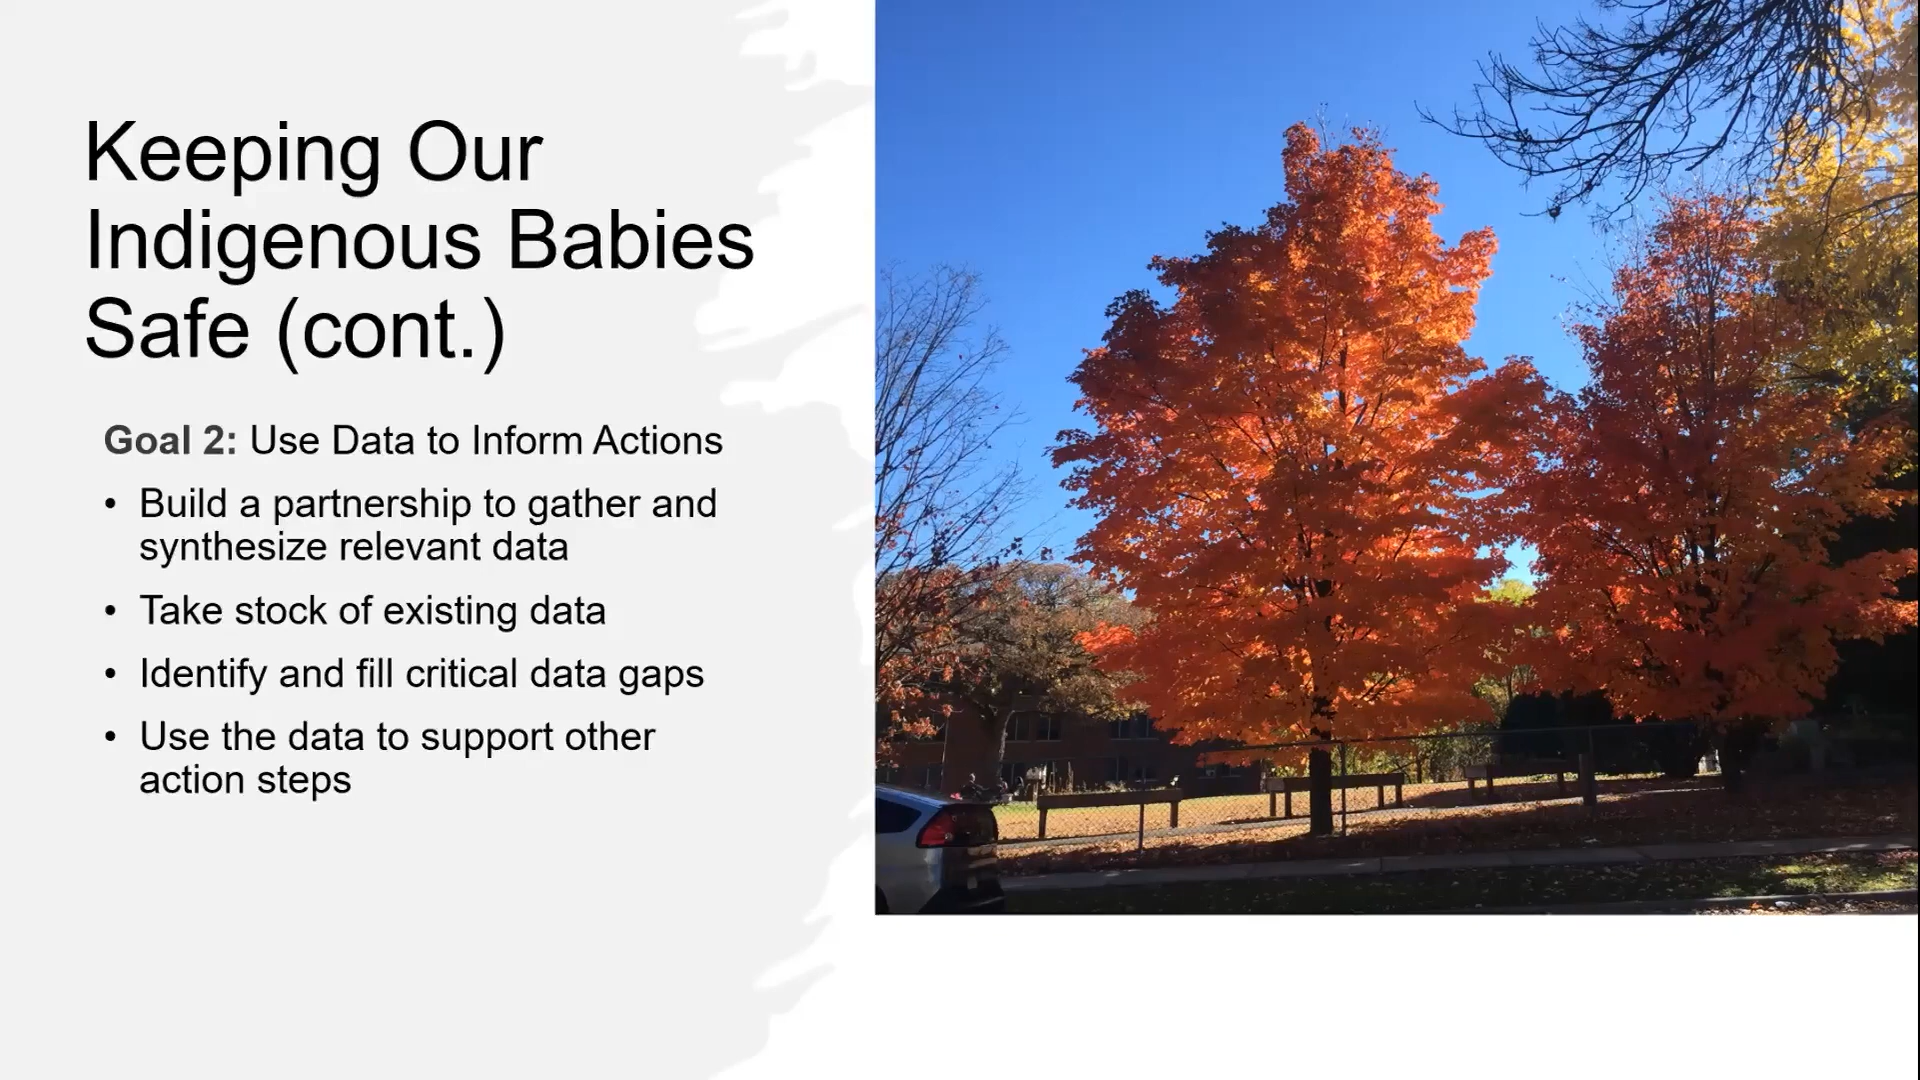 Keeping Our
Indigenous Babies
Safe (cont.)
Goal 2: Use Data to Inform Actions
• Build a partnership to gather and
synthesize relevant data
• Take stock of existing data
• Identify and fill critical data gaps
• Use the data to support other
action steps